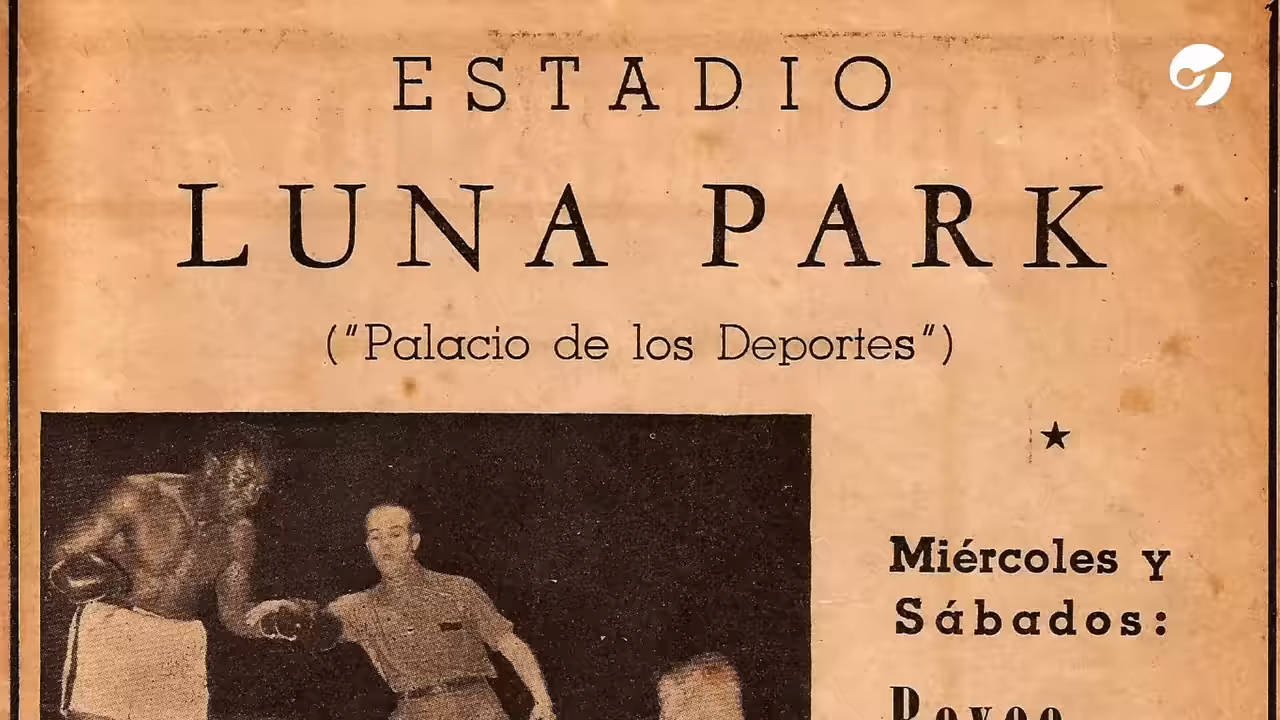 ESTADIO
LUNA PARK
("Palacio de los Deportes")
★
Miércoles y
Sábados: